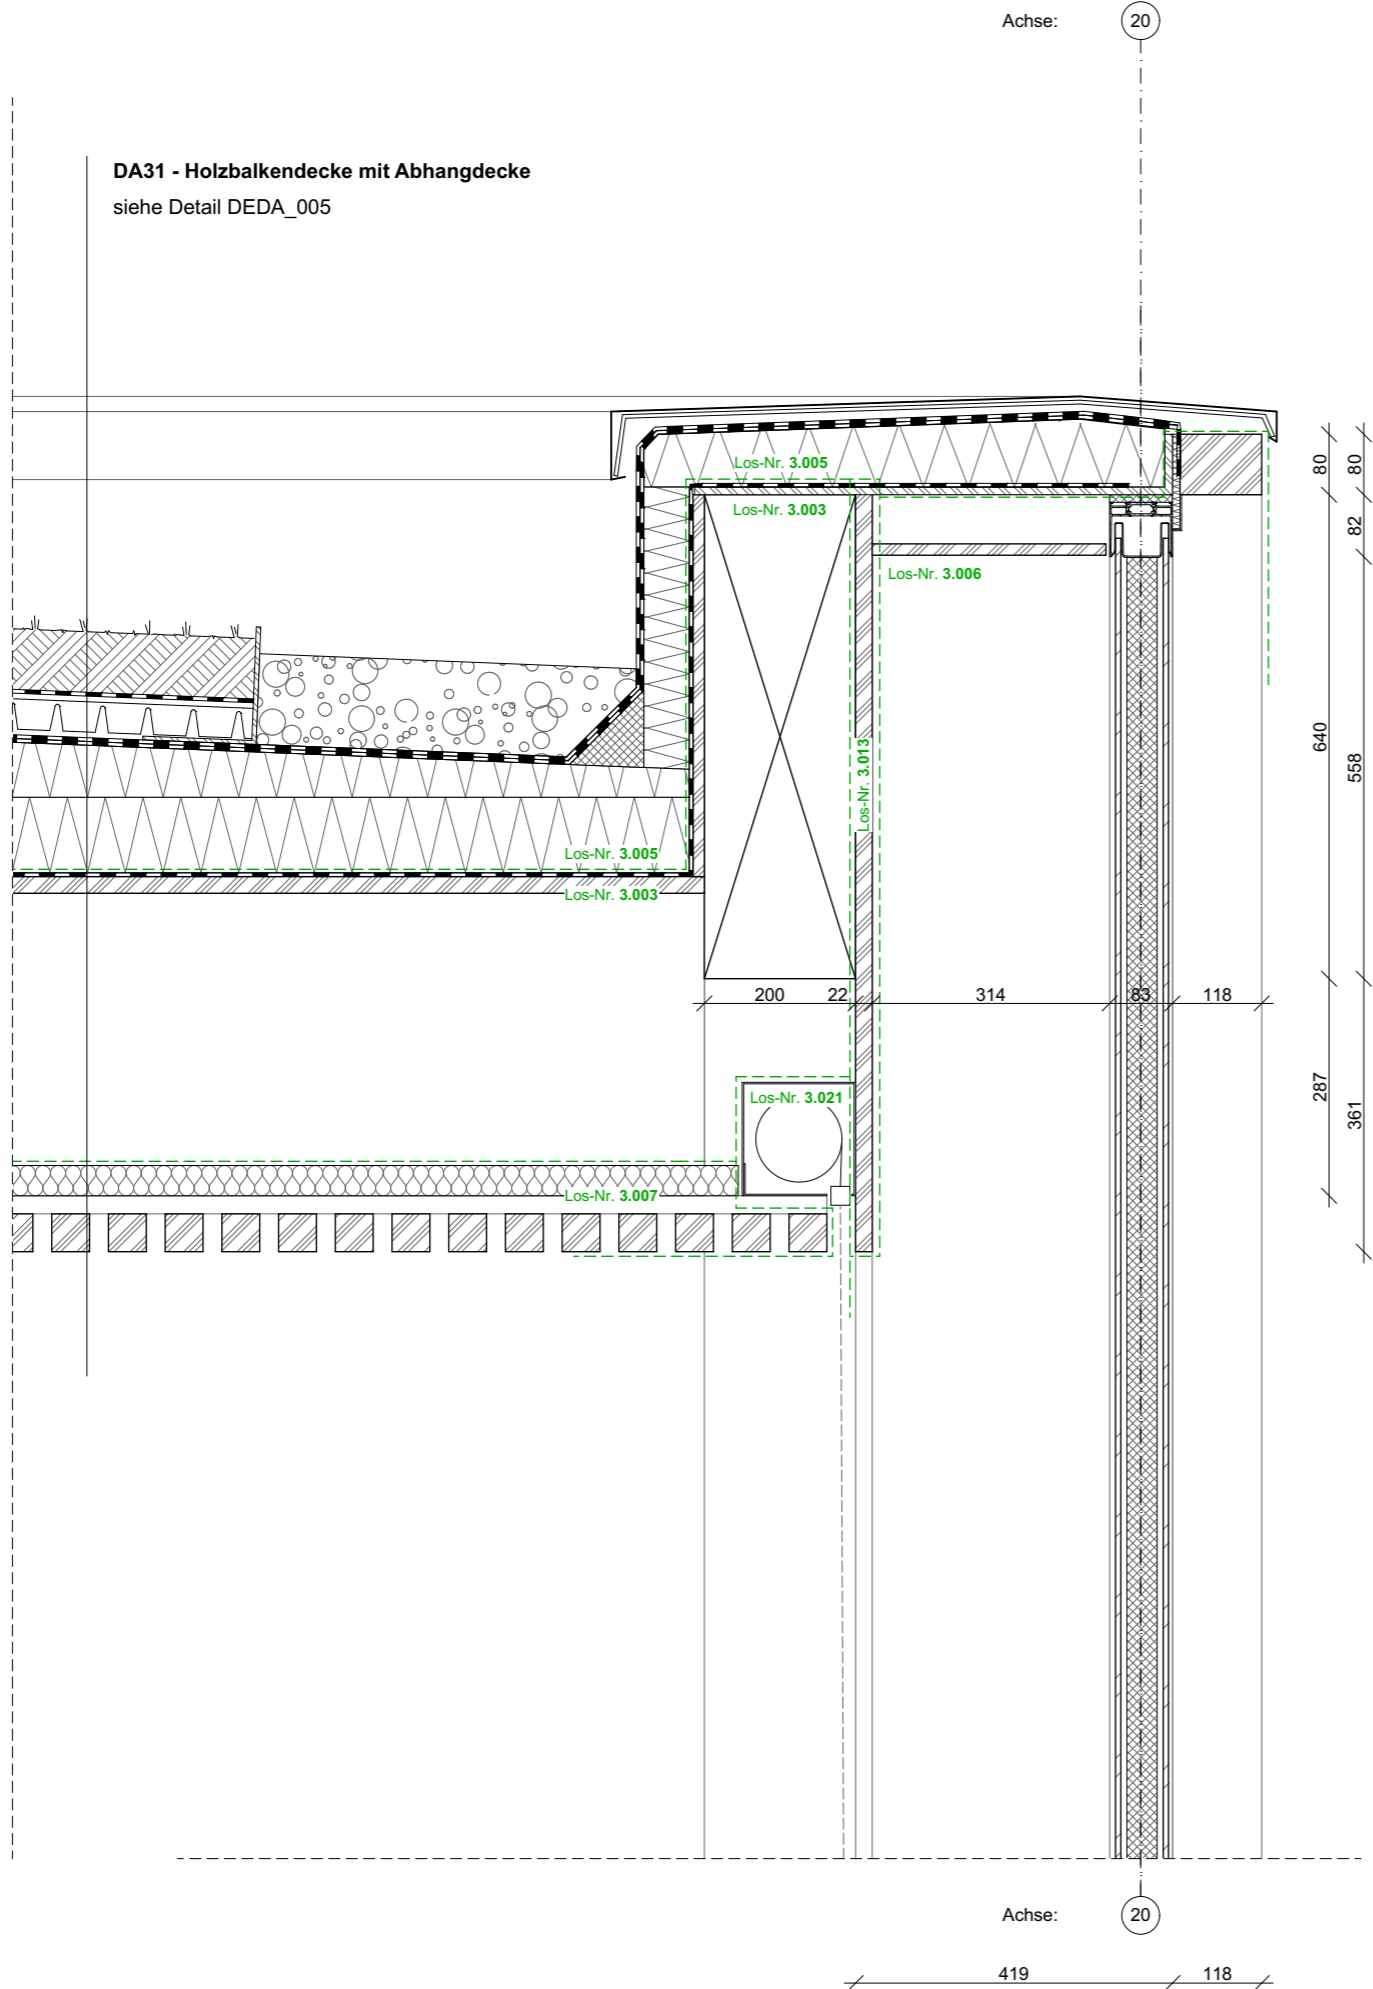 Achse:
20
DA31 - Holzbalkendecke mit Abhangdecke
siehe Detail DEDA_005
80
80
Los-Nr. 3.005
Los-Nr. 3.003
82
Los-Nr. 3.006
640
558
Los-Nr. 3.013
Los-Nr. 3.005
Los-Nr. 3.003
200
22
314
83
118
287
361
Los-Nr. 3.021
Los-Nr. 3.007
Achse:
20
419
118